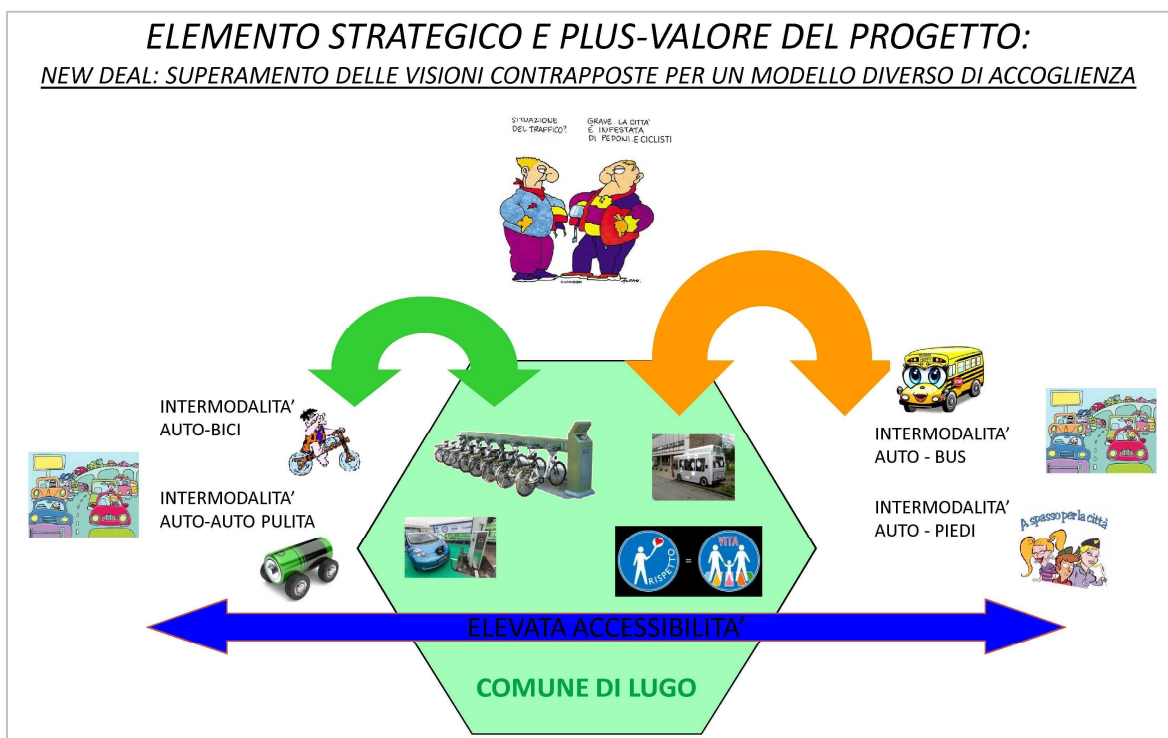 ELEMENTO STRATEGICO E PLUS-VALORE DEL PROGETTO:
NEW DEAL: SUPERAMENTO DELLE VISIONI CONTRAPPOSTE PER UN MODELLO DIVERSO DI ACCOGLIENZA
SITUAZIONE
DEL TRAFFICO?
GRAVE. LA CITTA'
È INFESTATA
DI PEDONI E CICLISTI
INTERMODALITA'
AUTO-BICI
INTERMODALITA'
AUTO-AUTO PULITA
INTERMODALITA'
AUTO - BUS
INTERMODALITA'
AUTO - PIEDI
A spasso per la città
RISPETTO
=
VITA
ELEVATA ACCESSIBILITA'
COMUNE DI LUGO